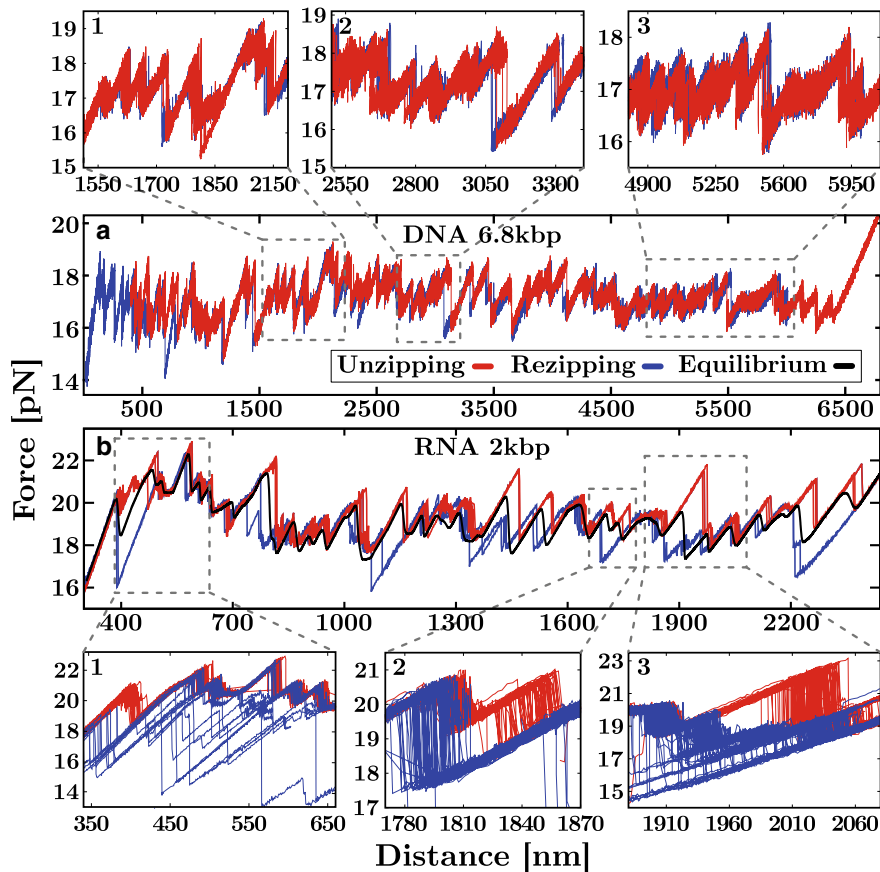 1
2
3
19
18
17
16
15
19
18
17
16
15
18
17
16
1550 1700 1850 2150
2550 2800 3050 3300
4900 5250 5600 5950
a
DNA 6.8kbp
20
18
16
14
Unzipping Rezipping Equilibrium
500 1500 2500 3500 4500 5500 6500
Force [pN]
b
RNA 2kbp
22
20
18
16
400 700 1000 1300 1600 1900 2200
1
2
3
22
20
18
16
14
21
20
19
18
17
23
21
19
17
15
350 450 550 650
1780 1810 1840 1870
1910 1960 2010 2060
Distance [nm]